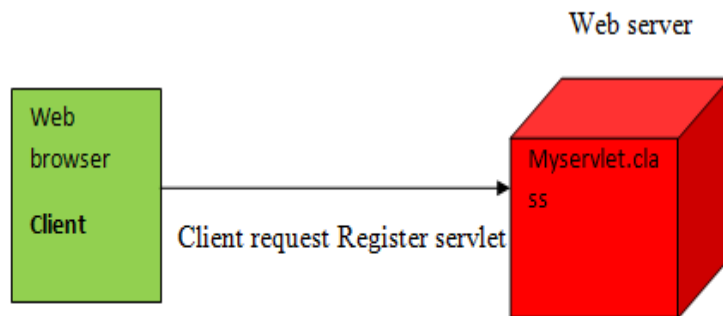 Web server
Web
browser
Client
Myservlet.cla
ss
Client request Register servlet